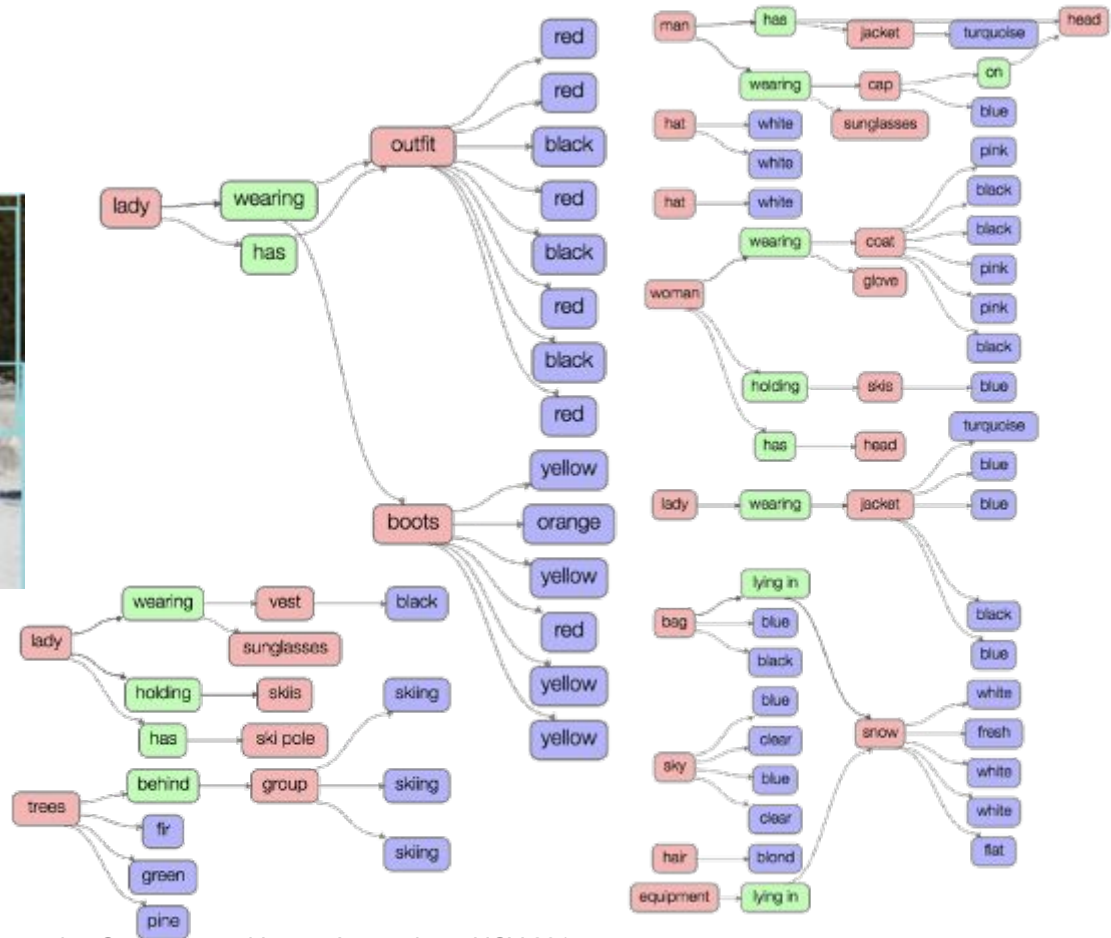 lady
wearing
has
outfit
red
red
black
red
black
red
black
red
boots
yellow
orange
yellow
red
yellow
yellow
lady
wearing
vest
black
sunglasses
holding
skiis
has
ski pole
trees
behind
group
skiing
skiing
skiing
fir
green
pine
man
has
jacket
turquoise
head
wearing
cap
on
blue
sunglasses
hat
white
white
hat
white
woman
wearing
coat
pink
black
black
pink
pink
black
glove
holding
skis
blue
has
head
lady
wearing
jacket
turquoise
blue
blue
black
blue
bag
lying in
blue
black
sky
blue
clear
blue
clear
snow
white
fresh
white
white
flat
hair
blond
equipment
lying in